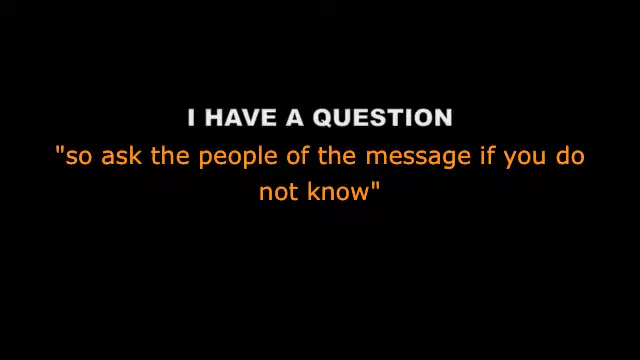 I HAVE A QUESTION
"so ask the people of the message if you do
not know"